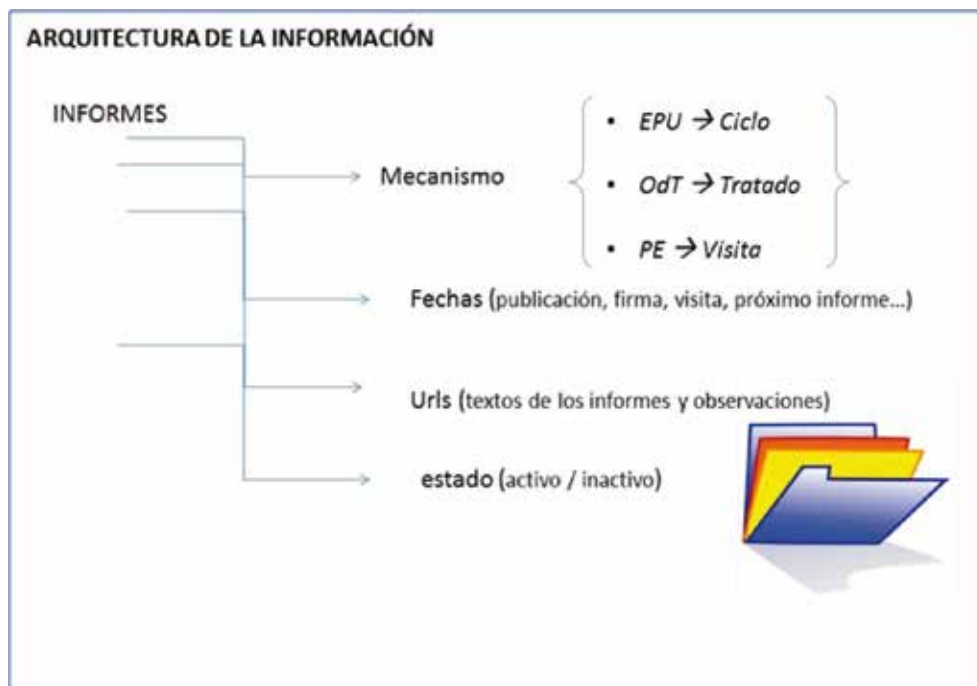 ARQUITECTURA DE LA INFORMACIÓN
INFORMES
Mecanismo
• EPU → Ciclo
• OdT → Tratado
• PE → Visita
Fechas (publicación, firma, visita, próximo informe...)
Urls (textos de los informes y observaciones)
estado (activo / inactivo)